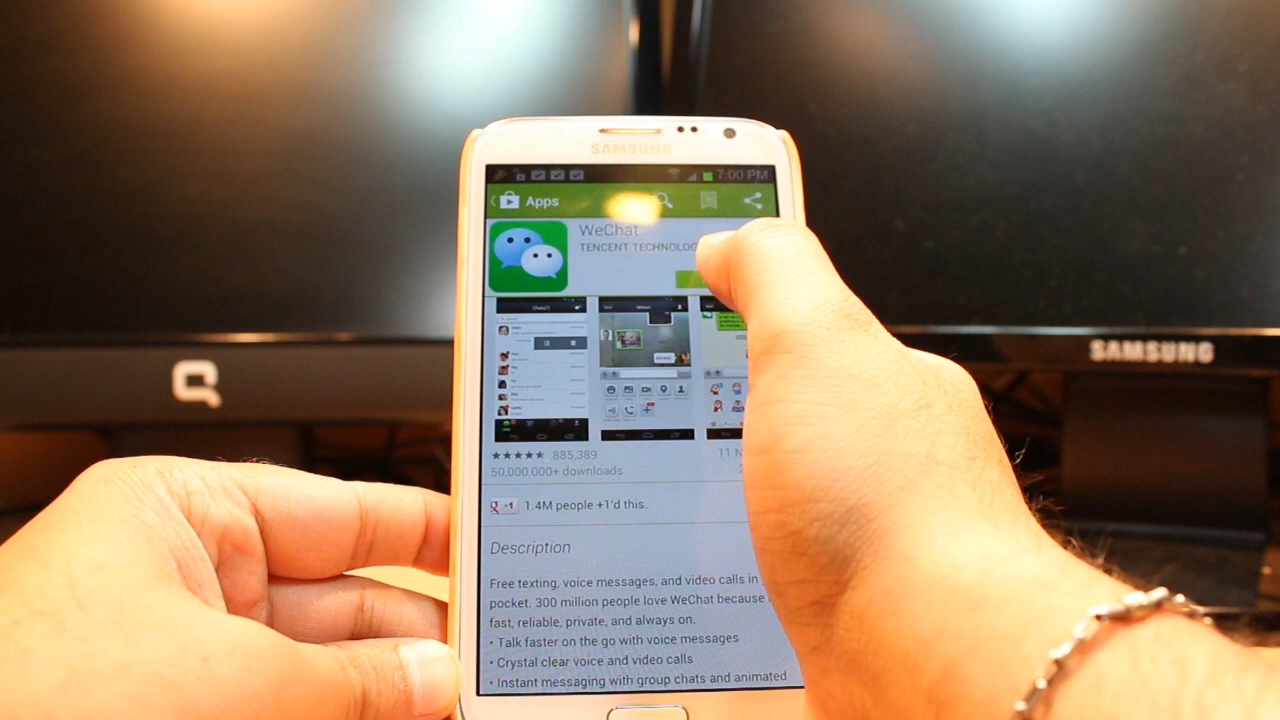 SAMSUNG
7:00 PM
Apps
WeChat
TENCENT TECHNOLOG
885,389
11 N
50,000,000+ downloads
2
g +1 1.4M people +1'd this.
Description
Free texting, voice messages, and video calls in
pocket. 300 million people love WeChat because
fast, reliable, private, and always on.
• Talk faster on the go with voice messages
• Crystal clear voice and video calls
• Instant messaging with group chats and animated
SAMSUNG